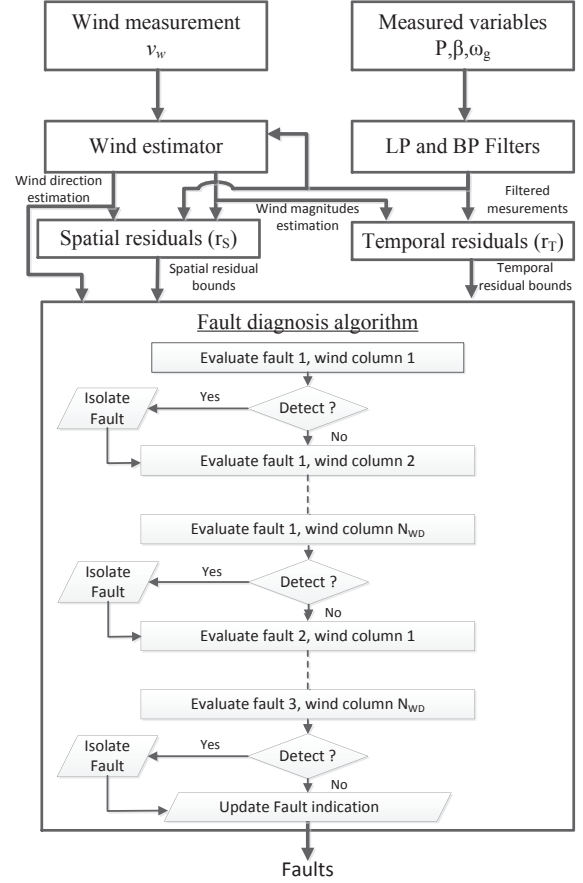 Wind measurement
v_w
Measured variables
P,β,ω_g
Wind estimator
LP and BP Filters
Wind direction
estimation
Wind magnitudes
estimation
Filtered
mesurements
Spatial residuals (r_S)
Temporal residuals (r_T)
Spatial residual
bounds
Temporal
residual bounds
Fault diagnosis algorithm
Evaluate fault 1, wind column 1
Isolate
Fault
Yes
Detect ?
No
Evaluate fault 1, wind column 2
Evaluate fault 1, wind column N_WD
Isolate
Fault
Yes
Detect ?
No
Evaluate fault 2, wind column 1
Evaluate fault 3, wind column N_WD
Isolate
Fault
Yes
Detect ?
No
Update Fault indication
Faults